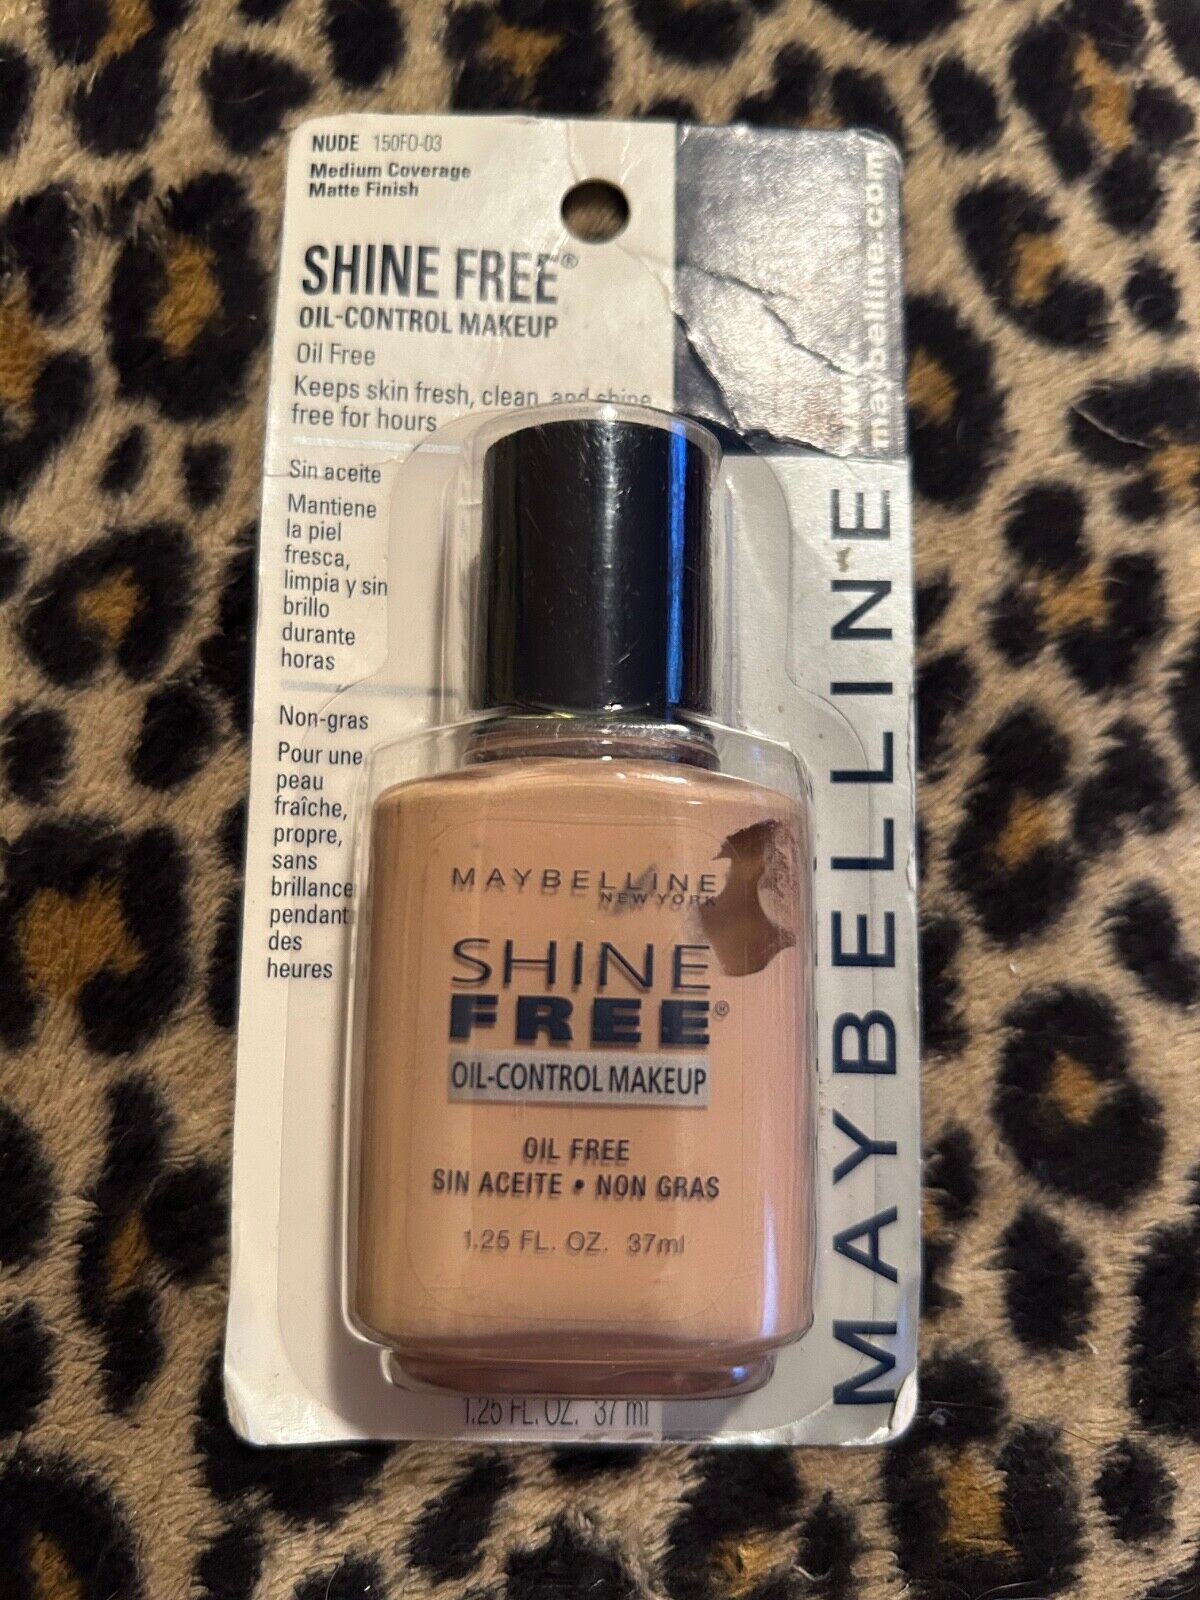 NUDE 150FO-03
Medium Coverage
Matte Finish
SHINE FREE®
OIL-CONTROL MAKEUP
Oil Free
Keeps skin fresh, clean, and shine
free for hours
Sin aceite
Mantiene
la piel
fresca,
limpia y sin
brillo
durante
horas
Non-gras
Pour une
peau
fraîche,
propre,
sans
brillance
pendant
des
heures
www.
maybelline.com
MAYBELLINE
MAYBELLINE
NEW YORK
SHINE
FREE®
OIL-CONTROL MAKEUP
OIL FREE
SIN ACEITE • NON GRAS
1.25 FL. OZ. 37ml
1.25 FL. OZ. 37 ml